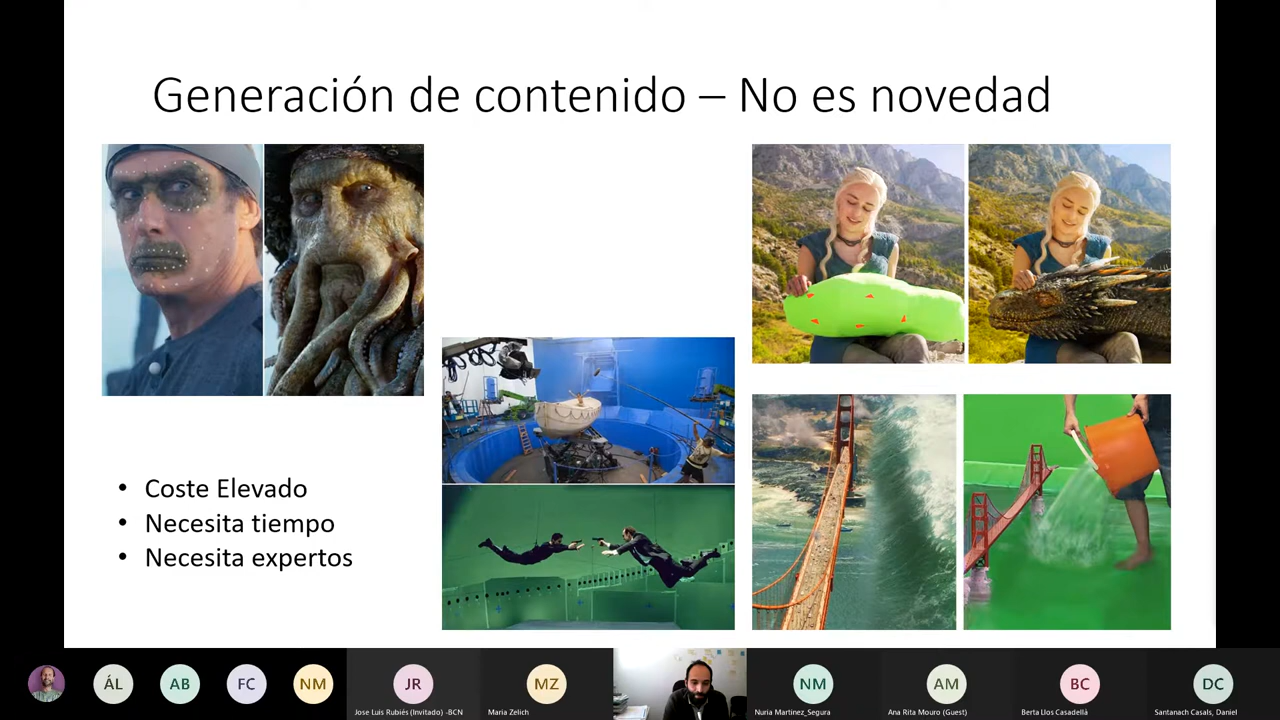 Generación de contenido – No es novedad
• Coste Elevado
• Necesita tiempo
• Necesita expertos
ÁL
AB
FC
NM
JR
MZ
NM
AM
BC
DC
Jose Luis Rubiés (Invitado) -BCN
Maria Zelich
Nuria Martinez_Segura
Ana Rita Mouro (Guest)
Berta Llos Casadellà
Santanach Casals, Daniel